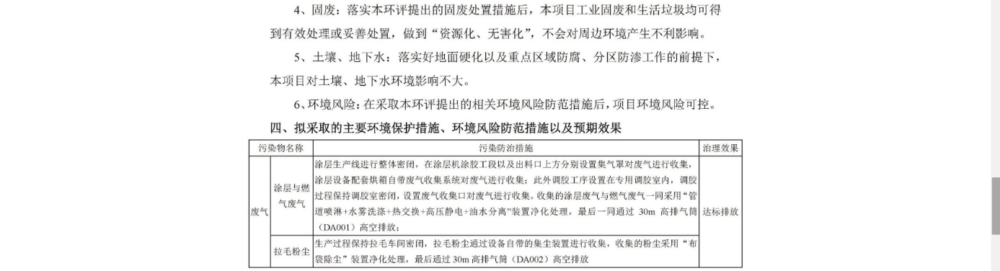 4、固废：落实本环评提出的固废处置措施后，本项目工业固废和生活垃圾均可得
到有效处理或妥善处置，做到“资源化、无害化”，不会对周边环境产生不利影响。
5、土壤、地下水：落实好地面硬化以及重点区域防腐、分区防渗工作的前提下，
本项目对土壤、地下水环境影响不大。
6、环境风险：在采取本环评提出的相关环境风险防范措施后，项目环境风险可控。
四、拟采取的主要环境保护措施、环境风险防范措施以及预期效果
污染物名称 污染防治措施 治理效果
废气
涂层与燃
气废气
涂层生产线进行整体密闭，在涂层机涂胶工段以及出料口上方分别设置集气罩对废气进行收集，
涂层设备配套烘箱自带废气收集系统对废气进行收集；此外调胶工序设置在专用调胶室内，调胶
过程保持调胶室密闭，设置废气收集口对废气进行收集。收集的涂层废气与燃气废气一同采用“管
道喷淋+水雾洗涤+热交换+高压静电+油水分离”装置净化处理，最后一同通过 30m 高排气筒
（DA001）高空排放；
达标排放
拉毛粉尘
生产过程保持拉毛车间密闭，拉毛粉尘通过设备自带的集尘装置进行收集，收集的粉尘采用“布
袋除尘”装置净化处理，最后通过 30m 高排气筒（DA002）高空排放